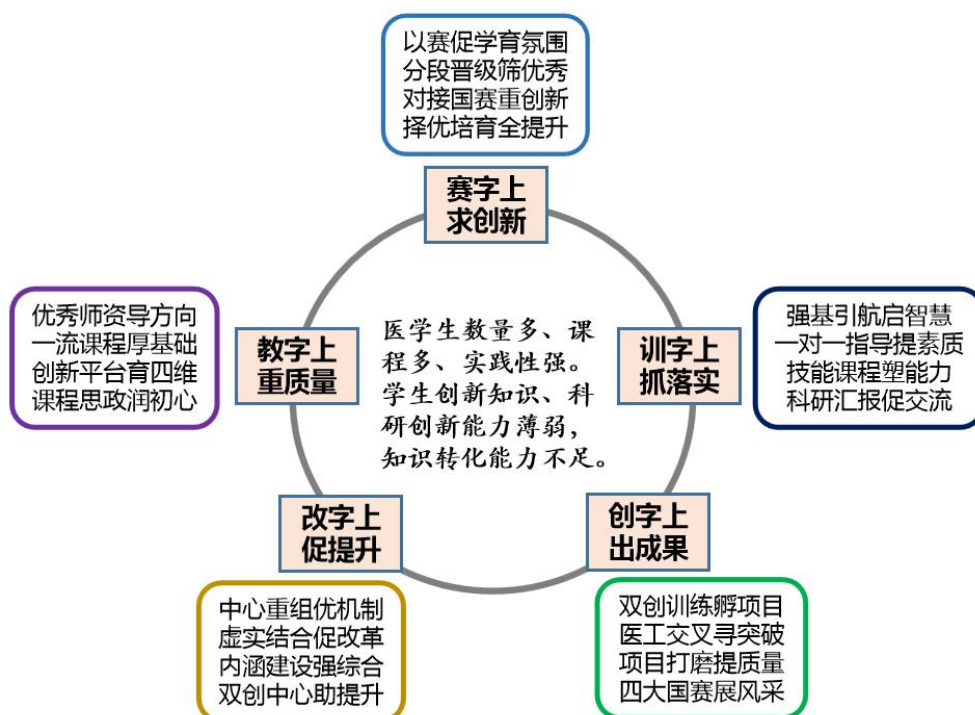 以赛促学育氛围
分段晋级筛优秀
对接国赛重创新
择优培育全提升
赛字上
求创新
优秀师资导方向
一流课程厚基础
创新平台育四维
课程思政润初心
教字上
重质量
医学生数量多、课
程多、实践性强。
学生创新知识、科
研创新能力薄弱，
知识转化能力不足。
训字上
抓落实
强基引航启智慧
一对一指导提素质
技能课程塑能力
科研汇报促交流
改字上
促提升
中心重组优机制
虚实结合促改革
内涵建设强综合
双创中心助提升
创字上
出成果
双创训练孵项目
医工交叉寻突破
项目打磨提质量
四大国赛展风采